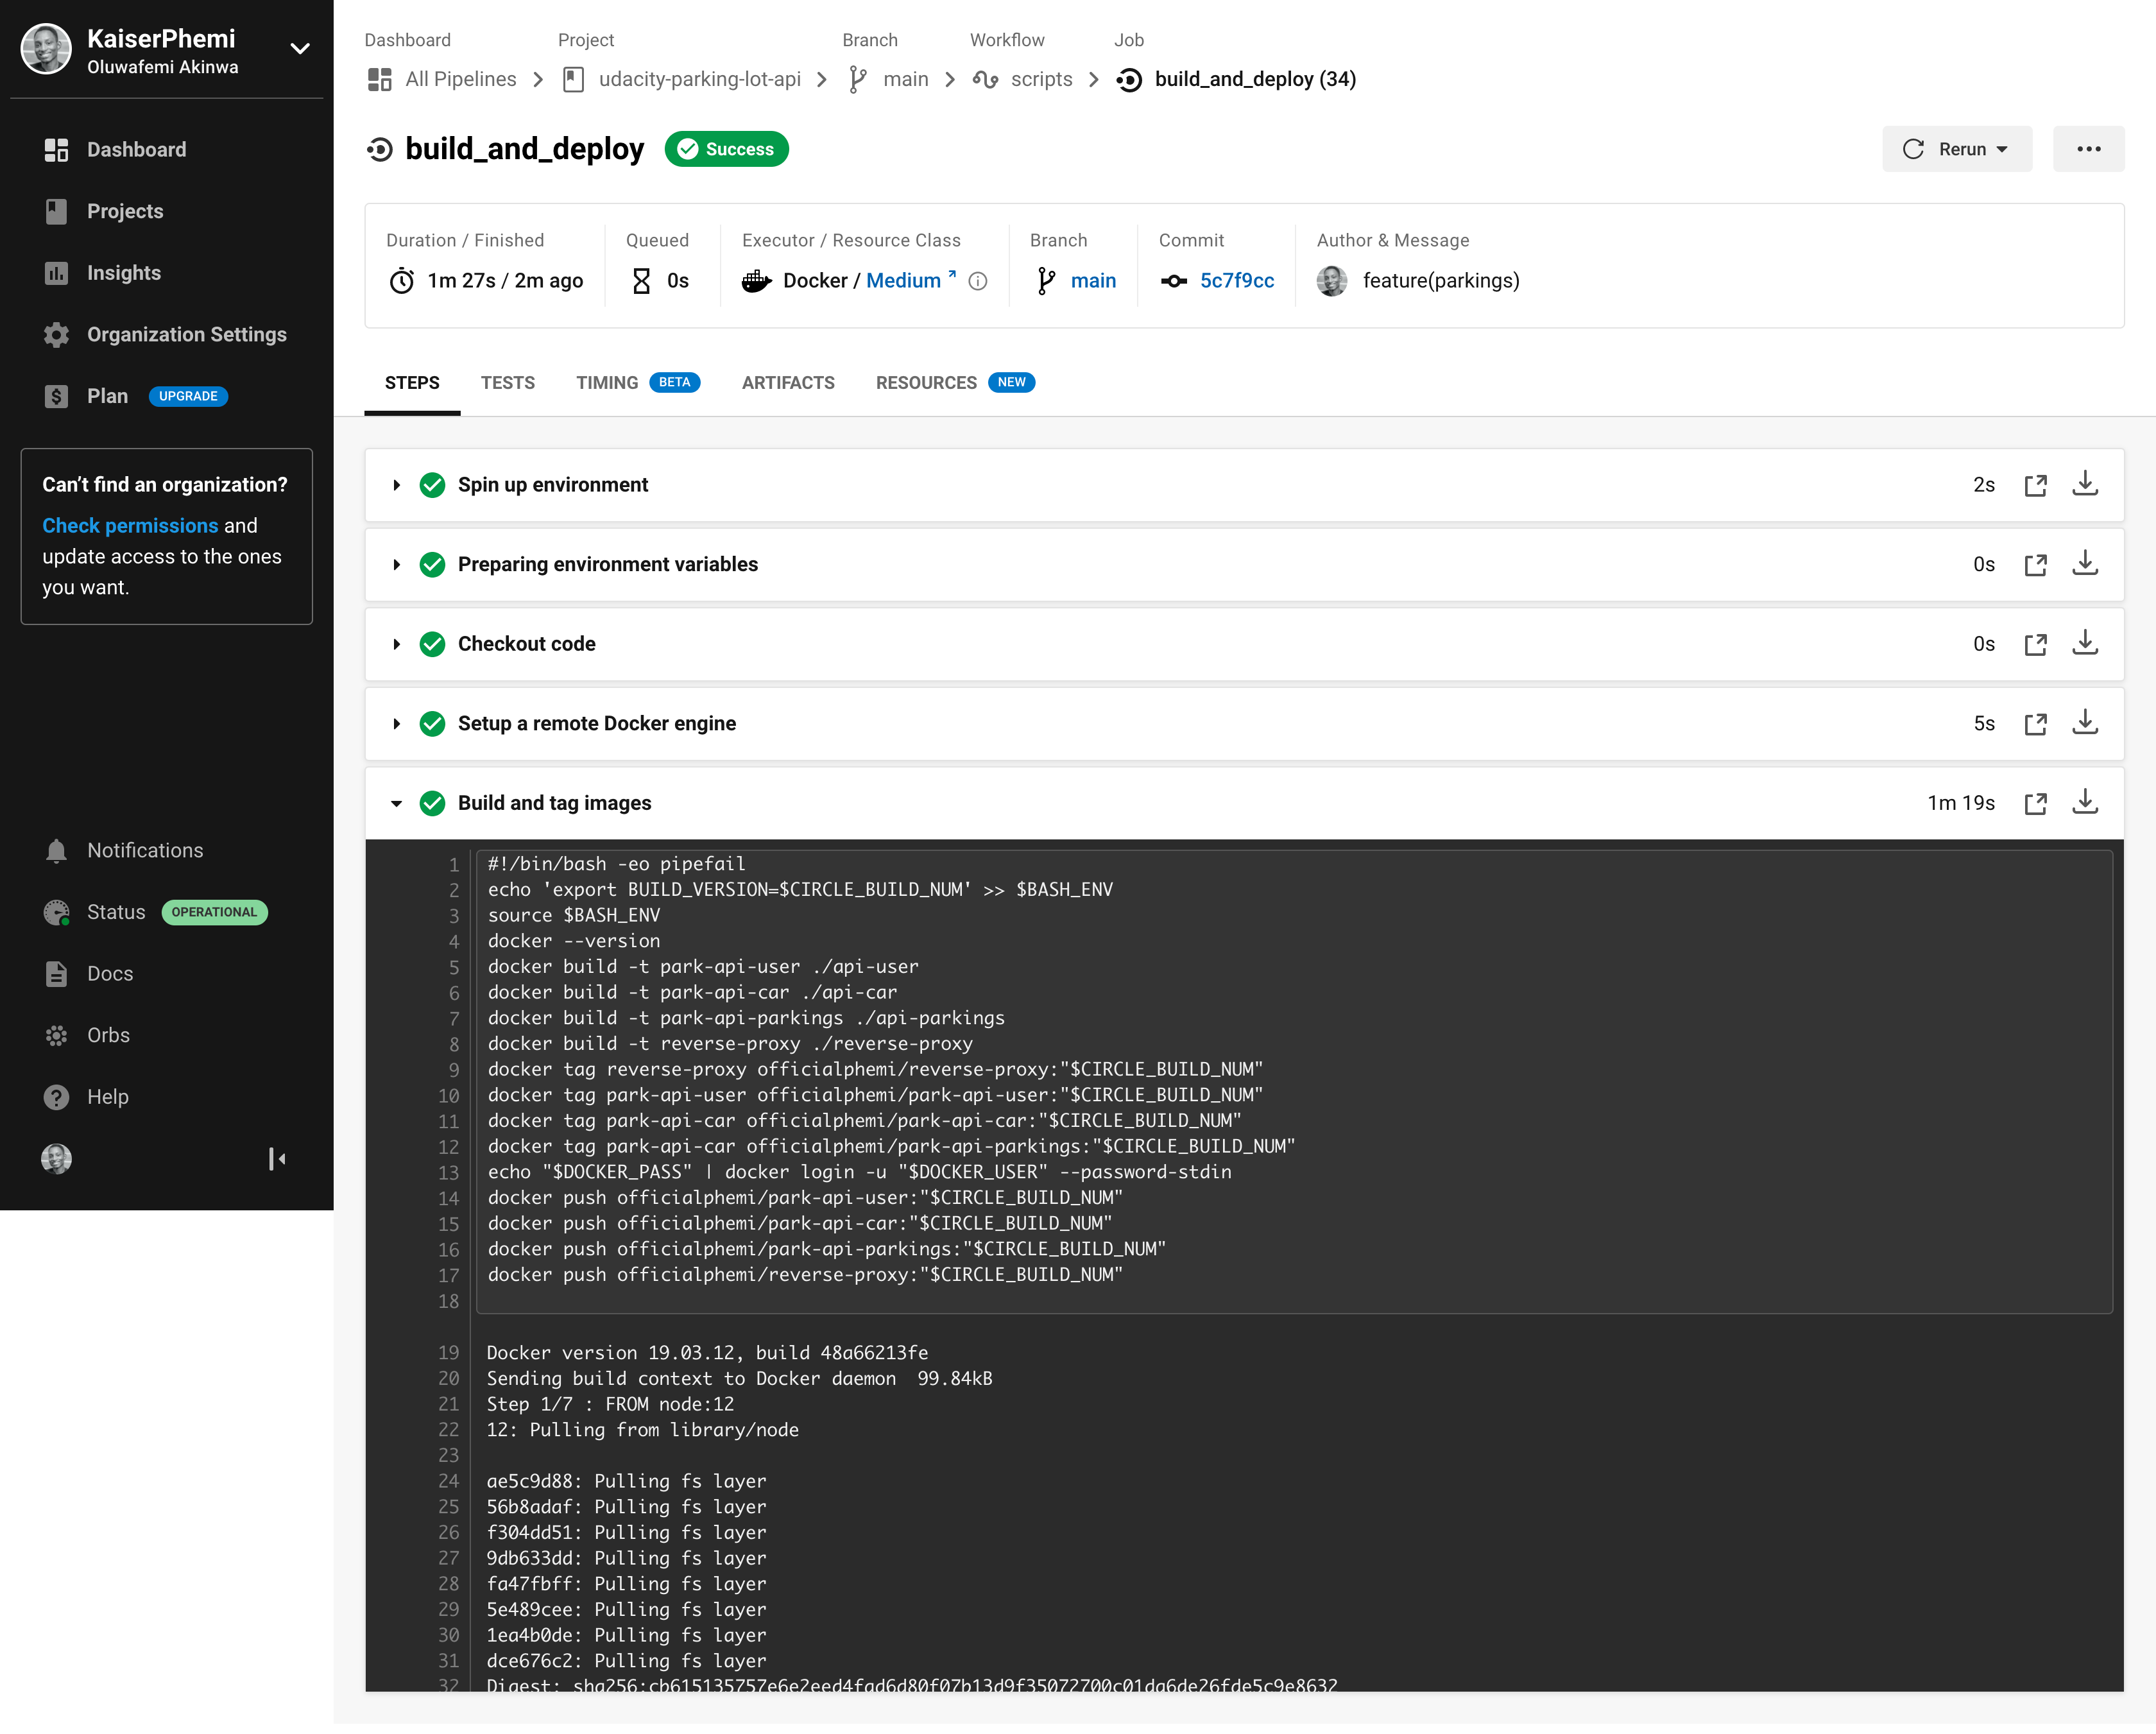 KaiserPhemi
Oluwafemi Akinwa
Dashboard
Projects
Insights
Organization Settings
Plan UPGRADE
Can’t find an organization?
Check permissions and
update access to the ones
you want.
Notifications
Status OPERATIONAL
Docs
Orbs
Help
Dashboard Project Branch Workflow Job
All Pipelines udacity-parking-lot-api main scripts build_and_deploy (34)
build_and_deploy Success
Rerun
Duration / Finished Queued Executor / Resource Class Branch Commit Author & Message
1m 27s / 2m ago 0s Docker / Medium main 5c7f9cc feature(parkings)
STEPS TESTS TIMING BETA ARTIFACTS RESOURCES NEW
Spin up environment 2s
Preparing environment variables 0s
Checkout code 0s
Setup a remote Docker engine 5s
Build and tag images 1m 19s
1 #!/bin/bash -eo pipefail
2 echo 'export BUILD_VERSION=$CIRCLE_BUILD_NUM' >> $BASH_ENV
3 source $BASH_ENV
4 docker --version
5 docker build -t park-api-user ./api-user
6 docker build -t park-api-car ./api-car
7 docker build -t park-api-parkings ./api-parkings
8 docker build -t reverse-proxy ./reverse-proxy
9 docker tag reverse-proxy officialphemi/reverse-proxy:"$CIRCLE_BUILD_NUM"
10 docker tag park-api-user officialphemi/park-api-user:"$CIRCLE_BUILD_NUM"
11 docker tag park-api-car officialphemi/park-api-car:"$CIRCLE_BUILD_NUM"
12 docker tag park-api-car officialphemi/park-api-parkings:"$CIRCLE_BUILD_NUM"
13 echo "$DOCKER_PASS" | docker login -u "$DOCKER_USER" --password-stdin
14 docker push officialphemi/park-api-user:"$CIRCLE_BUILD_NUM"
15 docker push officialphemi/park-api-car:"$CIRCLE_BUILD_NUM"
16 docker push officialphemi/park-api-parkings:"$CIRCLE_BUILD_NUM"
17 docker push officialphemi/reverse-proxy:"$CIRCLE_BUILD_NUM"
18
19 Docker version 19.03.12, build 48a66213fe
20 Sending build context to Docker daemon  99.84kB
21 Step 1/7 : FROM node:12
22 12: Pulling from library/node
23
24 ae5c9d88: Pulling fs layer
25 56b8adaf: Pulling fs layer
26 f304dd51: Pulling fs layer
27 9db633dd: Pulling fs layer
28 fa47fbff: Pulling fs layer
29 5e489cee: Pulling fs layer
30 1ea4b0de: Pulling fs layer
31 dce676c2: Pulling fs layer
32 Digest: sha256:cb615135757e6e2eed4fad6d80f07b13d9f35072700c01da6de26fde5c9e8632